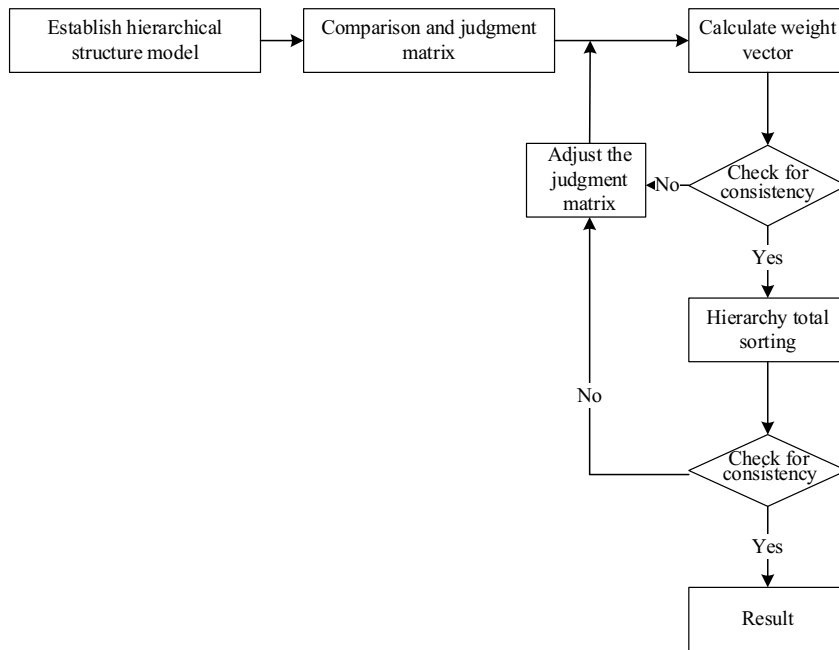 Establish hierarchical
structure model
Comparison and judgment
matrix
Calculate weight
vector
Adjust the
judgment
matrix
No
Check for
consistency
Yes
Hierarchy total
sorting
No
Check for
consistency
Yes
Result